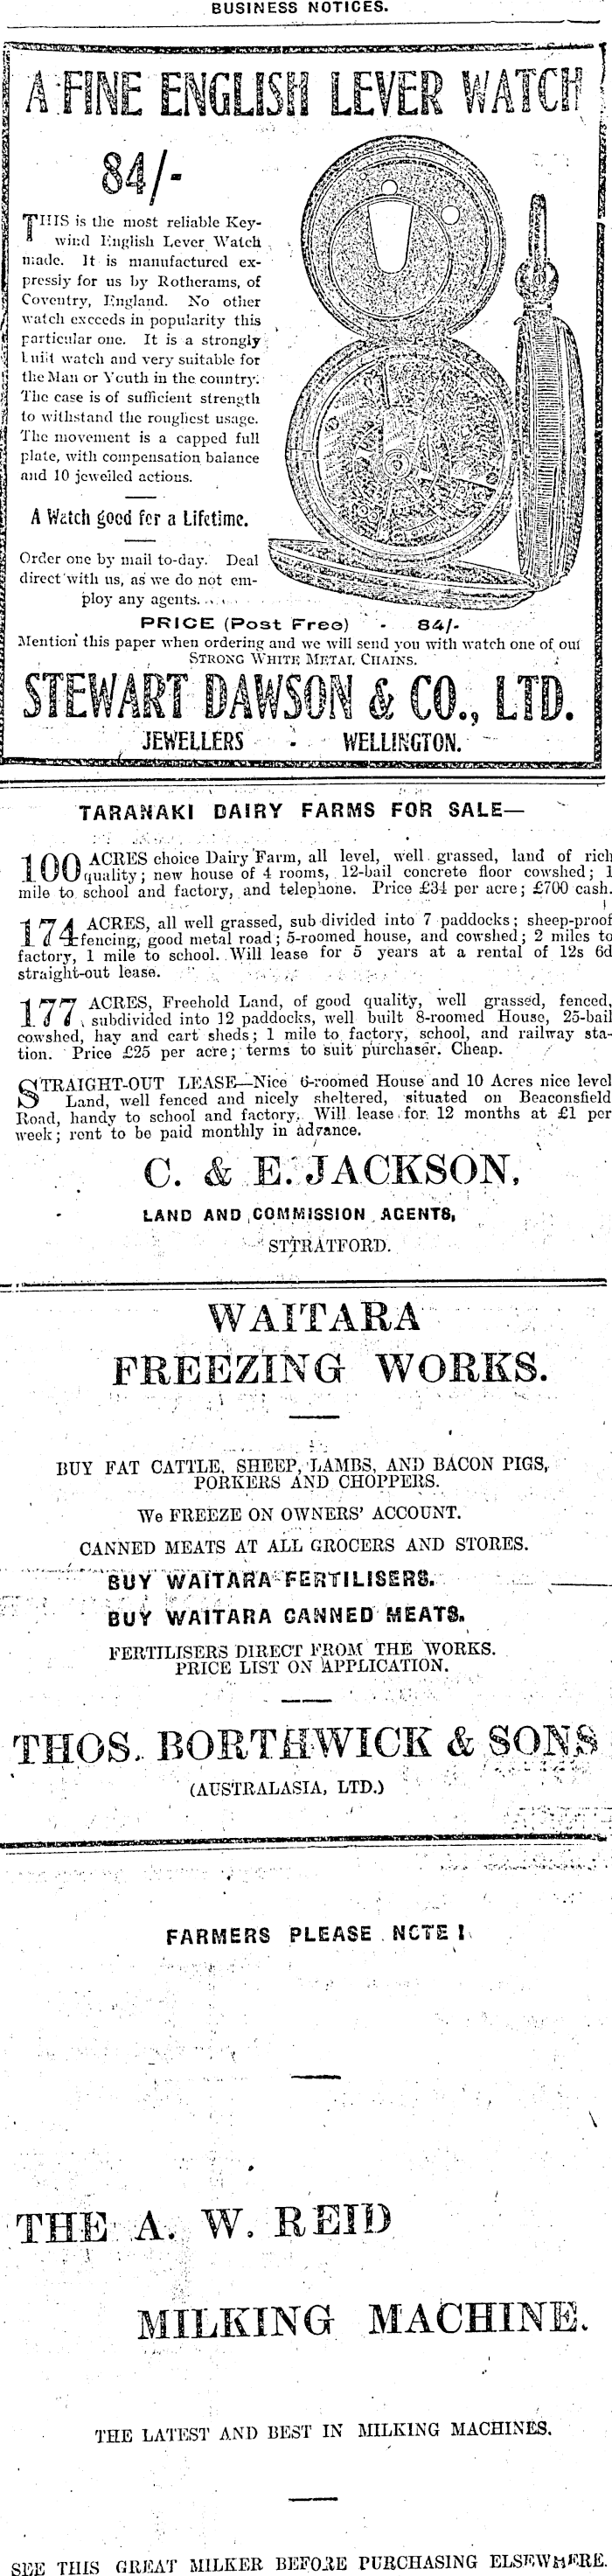 BUSINESS NOTICES.
A FINE ENGLISH LEVER WATCH
84/-
THIS is the most reliable Key-
wind English Lever Watch
made. It is manufactured ex-
pressly for us by Rotherams, of
Coventry, England. No other
watch exceeds in popularity this
particular one. It is a strongly
built watch and very suitable for
the Man or Youth in the country.
The case is of sufficient strength
to withstand the roughest usage.
The movement is a capped full
plate, with compensation balance
and 10 jewelled actions.
A Watch good for a Lifetime.
Order one by mail to-day. Deal
direct with us, as we do not em-
ploy any agents.
PRICE (Post Free) - 84/-
Mention this paper when ordering and we will send you with watch one of our
STRONG WHITE METAL CHAINS.
STEWART DAWSON & CO., LTD.
JEWELLERS - WELLINGTON.
TARANAKI DAIRY FARMS FOR SALE—
100 ACRES choice Dairy Farm, all level, well grassed, land of rich
quality; new house of 4 rooms, 12-bail concrete floor cowshed; 1
mile to school and factory, and telephone. Price £34 per acre; £700 cash.
174 ACRES, all well grassed, subdivided into 7 paddocks; sheep-proof
fencing, good metal road; 5-roomed house, and cowshed; 2 miles to
factory, 1 mile to school. Will lease for 5 years at a rental of 12s 6d
straight-out lease.
177 ACRES, Freehold Land, of good quality, well grassed, fenced,
subdivided into 12 paddocks, well built 8-roomed House, 25-bail
cowshed, hay and cart sheds; 1 mile to factory, school, and railway sta-
tion. Price £25 per acre; terms to suit purchaser. Cheap.
STRAIGHT-OUT LEASE—Nice 6-roomed House and 10 Acres nice level
Land, well fenced and nicely sheltered, situated on Beaconsfield
Road, handy to school and factory. Will lease for 12 months at £1 per
week; rent to be paid monthly in advance.
C. & E. JACKSON,
LAND AND COMMISSION AGENTS,
STTRATFORD.
WAITARA
FREEZING WORKS.
BUY FAT CATTLE, SHEEP, LAMBS, AND BACON PIGS,
PORKERS AND CHOPPERS.
We FREEZE ON OWNERS' ACCOUNT.
CANNED MEATS AT ALL GROCERS AND STORES.
BUY WAITARA FERTILISERS.
BUY WAITARA CANNED MEATS.
FERTILISERS DIRECT FROM THE WORKS.
PRICE LIST ON APPLICATION.
THOS. BORTHWICK & SONS
(AUSTRALASIA, LTD.)
FARMERS PLEASE NOTE!
THE A. W. REID
MILKING MACHINE.
THE LATEST AND BEST IN MILKING MACHINES.
SEE THIS GREAT MILKER BEFORE PURCHASING ELSEWHERE.